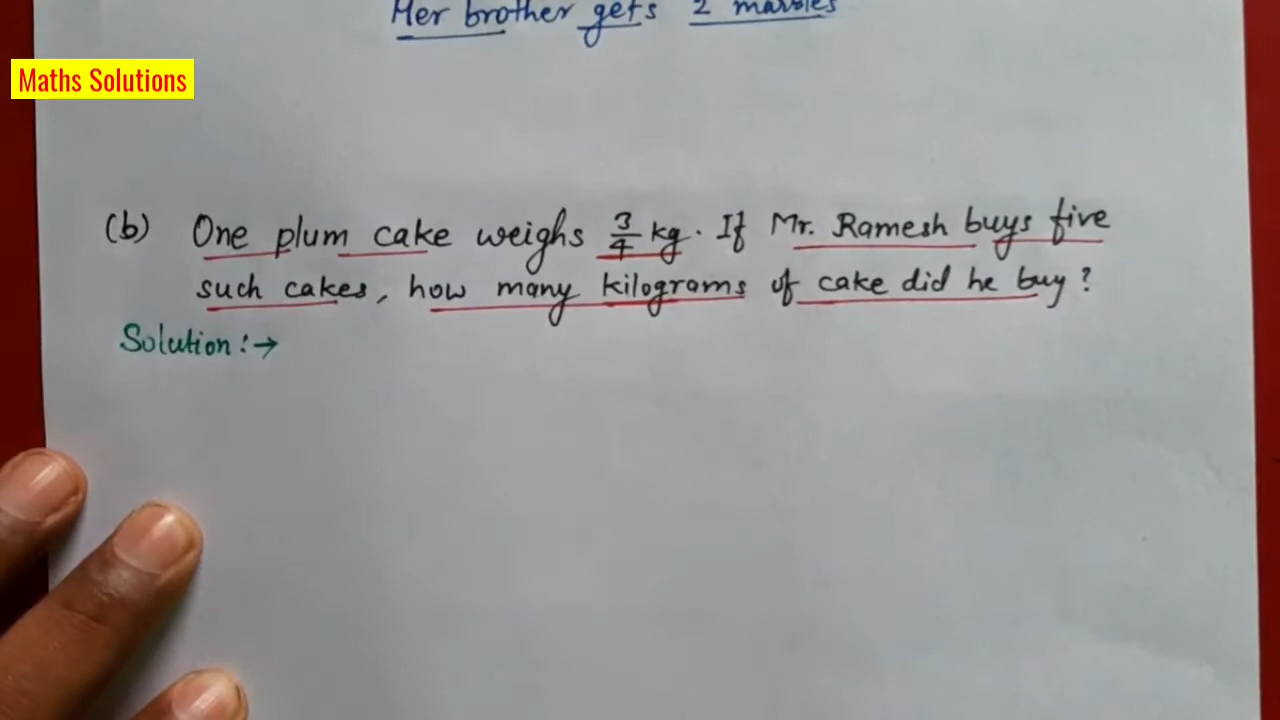 Her brother gets 2 marbles
Maths Solutions
(b) One plum cake weighs 3/4 kg. If Mr. Ramesh buys five
such cakes, how many kilograms of cake did he buy?
Solution:→